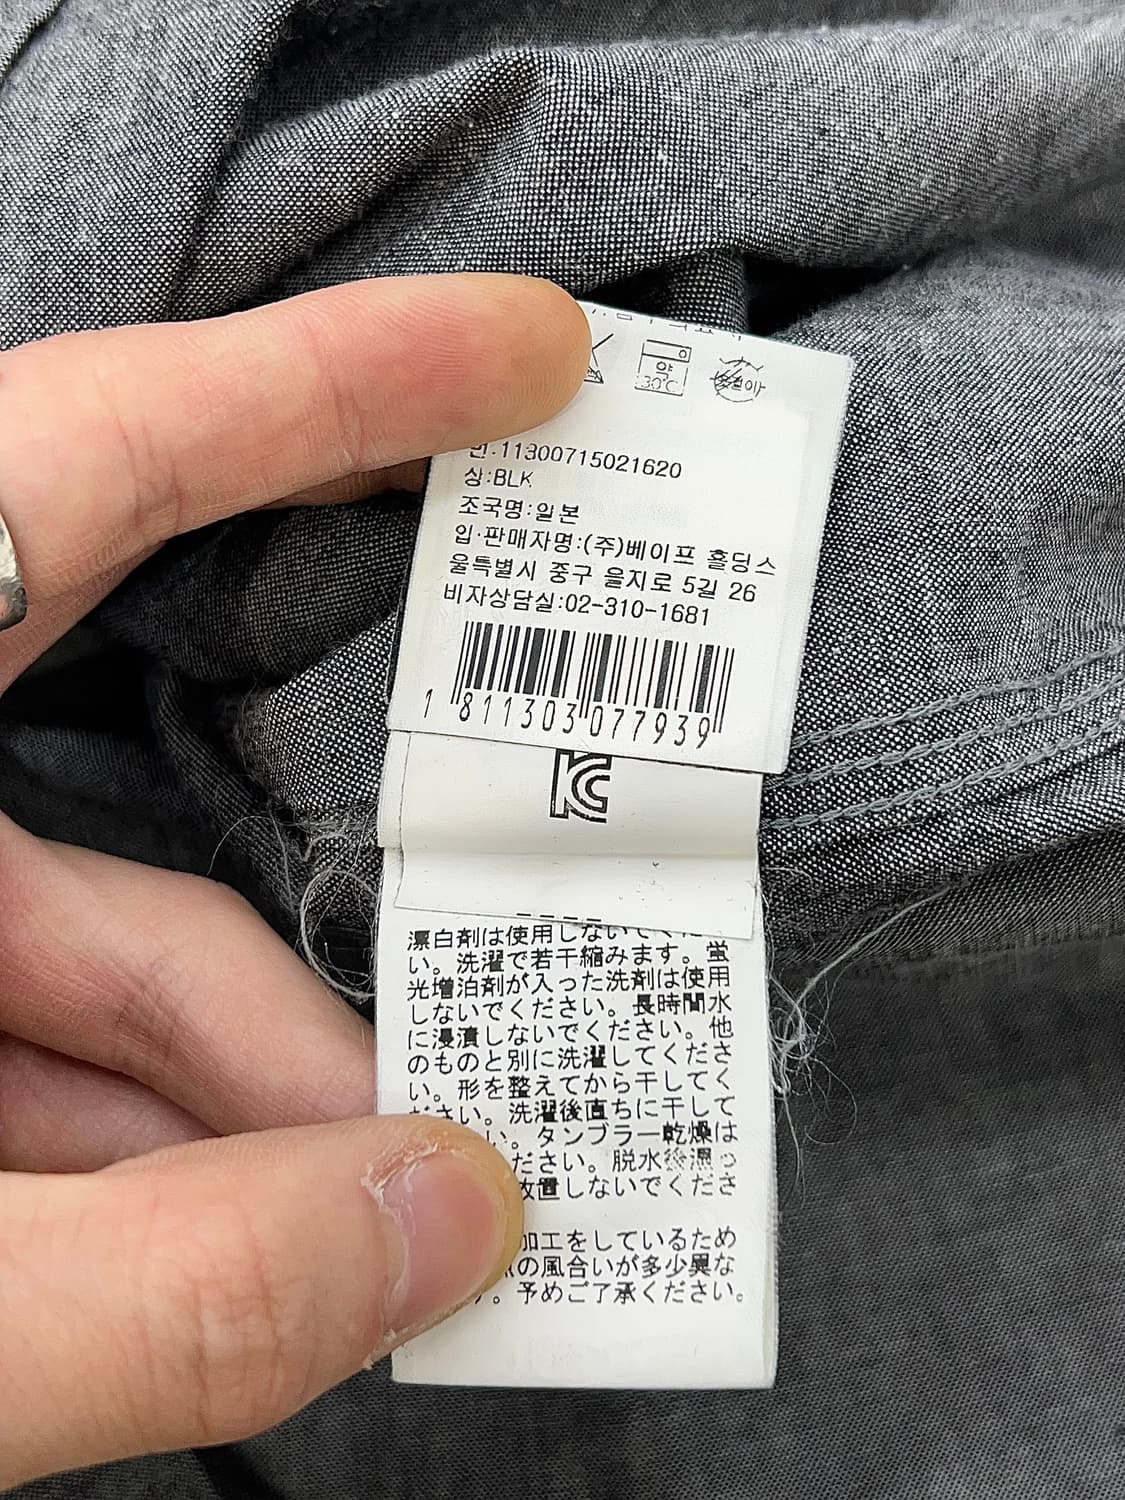 약
30℃
번:11300715021620
상:BLK
조국명:일본
입·판매자명:(주)베이프 홀딩스
울특별시 중구 을지로 5길 26
비자상담실:02-310-1681
1 811303 077939
KC
漂白剤は使用しないでくだ
い。洗濯で若干縮みます。蛍
光増泊剤が入った洗剤は使用
しないでください。長時間水
に浸漬しないでください。他
のものと別に洗濯してくださ
い。形を整えてから干してく
ださい。洗濯後直ちに干して
い。タンブラー乾燥は
ださい。脱水後濕っ
放置しないでくださ
加工をしているため
の風合いが多少異な
。予めご了承ください。